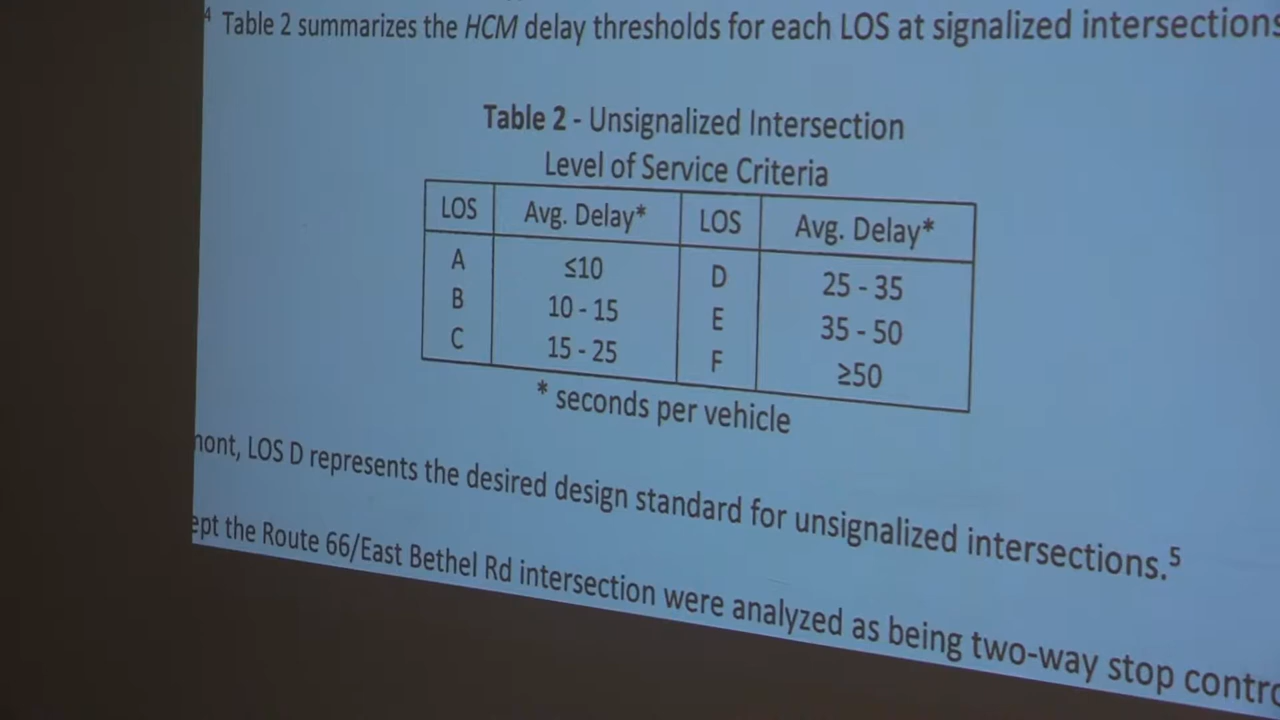 4 Table 2 summarizes the HCM delay thresholds for each LOS at signalized intersections
Table 2 - Unsignalized Intersection
Level of Service Criteria
LOS Avg. Delay* LOS Avg. Delay*
A ≤10 D 25 - 35
B 10 - 15 E 35 - 50
C 15 - 25 F ≥50
* seconds per vehicle
mont, LOS D represents the desired design standard for unsignalized intersections.5
ept the Route 66/East Bethel Rd intersection were analyzed as being two-way stop contro